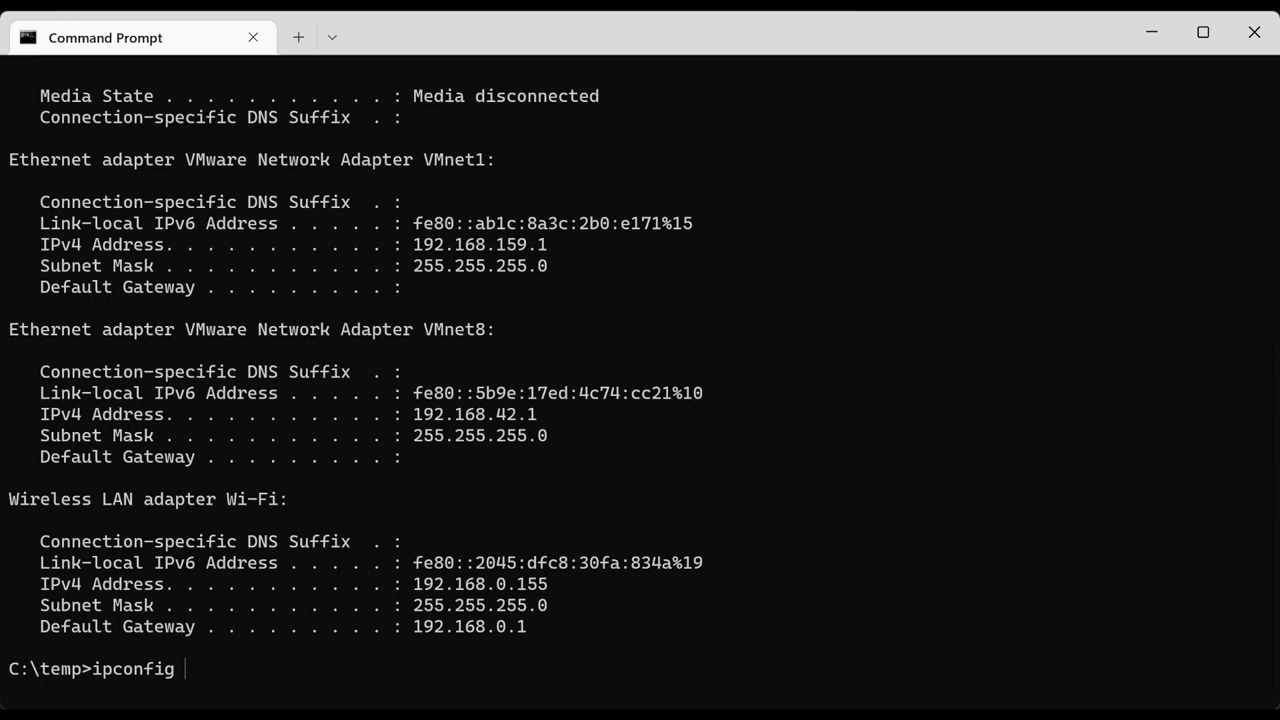 Command Prompt
Media State . . . . . . . . . . . : Media disconnected
Connection-specific DNS Suffix  . :
Ethernet adapter VMware Network Adapter VMnet1:
Connection-specific DNS Suffix  . :
Link-local IPv6 Address . . . . . : fe80::ab1c:8a3c:2b0:e171%15
IPv4 Address. . . . . . . . . . . : 192.168.159.1
Subnet Mask . . . . . . . . . . . : 255.255.255.0
Default Gateway . . . . . . . . . :
Ethernet adapter VMware Network Adapter VMnet8:
Connection-specific DNS Suffix  . :
Link-local IPv6 Address . . . . . : fe80::5b9e:17ed:4c74:cc21%10
IPv4 Address. . . . . . . . . . . : 192.168.42.1
Subnet Mask . . . . . . . . . . . : 255.255.255.0
Default Gateway . . . . . . . . . :
Wireless LAN adapter Wi-Fi:
Connection-specific DNS Suffix  . :
Link-local IPv6 Address . . . . . : fe80::2045:dfc8:30fa:834a%19
IPv4 Address. . . . . . . . . . . : 192.168.0.155
Subnet Mask . . . . . . . . . . . : 255.255.255.0
Default Gateway . . . . . . . . . : 192.168.0.1
C:\temp>ipconfig